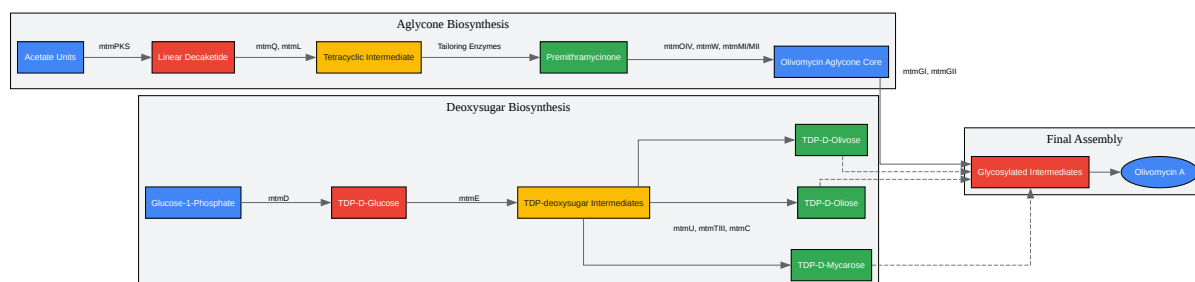 Aglycone Biosynthesis
Acetate Units
mtmPKS
Linear Decaketide
mtmQ, mtmL
Tetracyclic Intermediate
Tailoring Enzymes
Premithramycinone
mtmOIV, mtmW, mtmMI/MII
Olivomycin Aglycone Core
mtmGI, mtmGII
Deoxysugar Biosynthesis
Glucose-1-Phosphate
mtmD
TDP-D-Glucose
mtmE
TDP-deoxysugar Intermediates
mtmU, mtmTIII, mtmC
TDP-D-Olivose
TDP-D-Oliose
TDP-D-Mycarose
Final Assembly
Glycosylated Intermediates
Olivomycin A